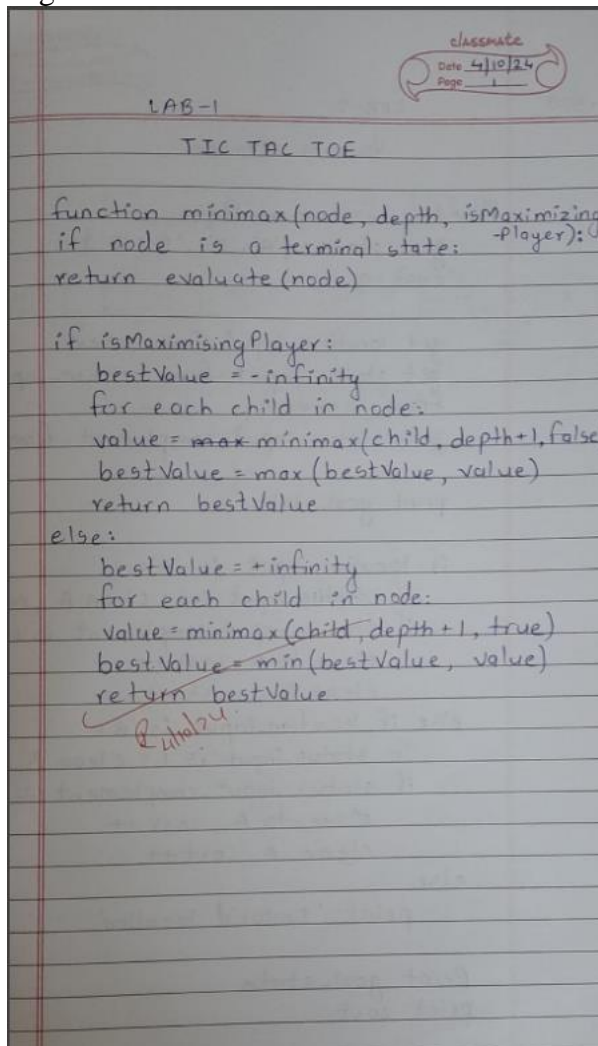 classmate
Date 4/10/24
Page 1
LAB-1
TIC TAC TOE
function minimax(node, depth, isMaximizing
-Player):
if node is a terminal state:
return evaluate(node)
if isMaximisingPlayer:
bestValue = -infinity
for each child in node:
value = max minimax(child, depth+1, false
bestValue = max (bestValue, value)
return bestValue
else:
bestValue = +infinity
for each child in node:
value = minimax(child, depth+1, true)
bestValue = min(bestValue, value)
return bestValue
4/10/24